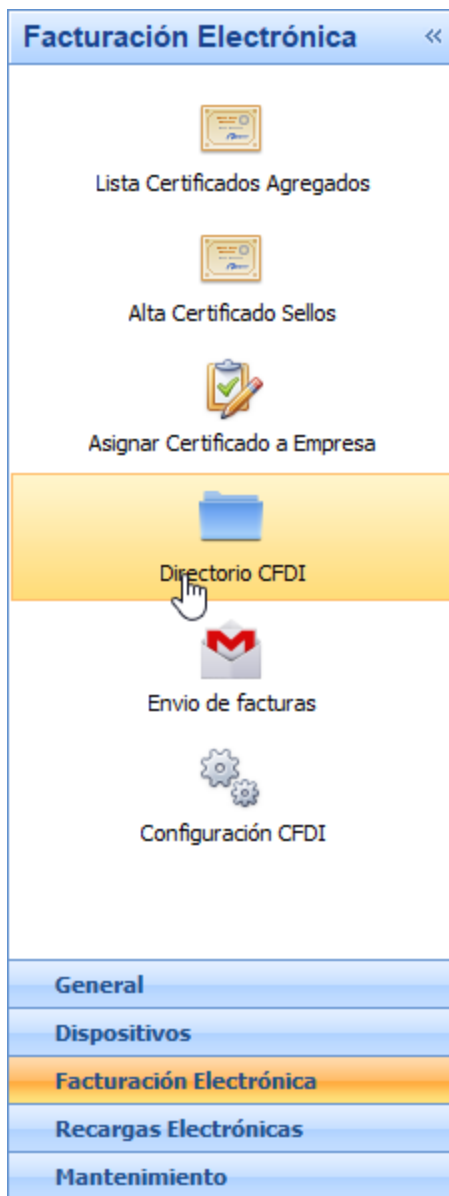 Facturación Electrónica «
Lista Certificados Agregados
Alta Certificado Sellos
Asignar Certificado a Empresa
Directorio CFDI
Envio de facturas
Configuración CFDI
General
Dispositivos
Facturación Electrónica
Recargas Electrónicas
Mantenimiento